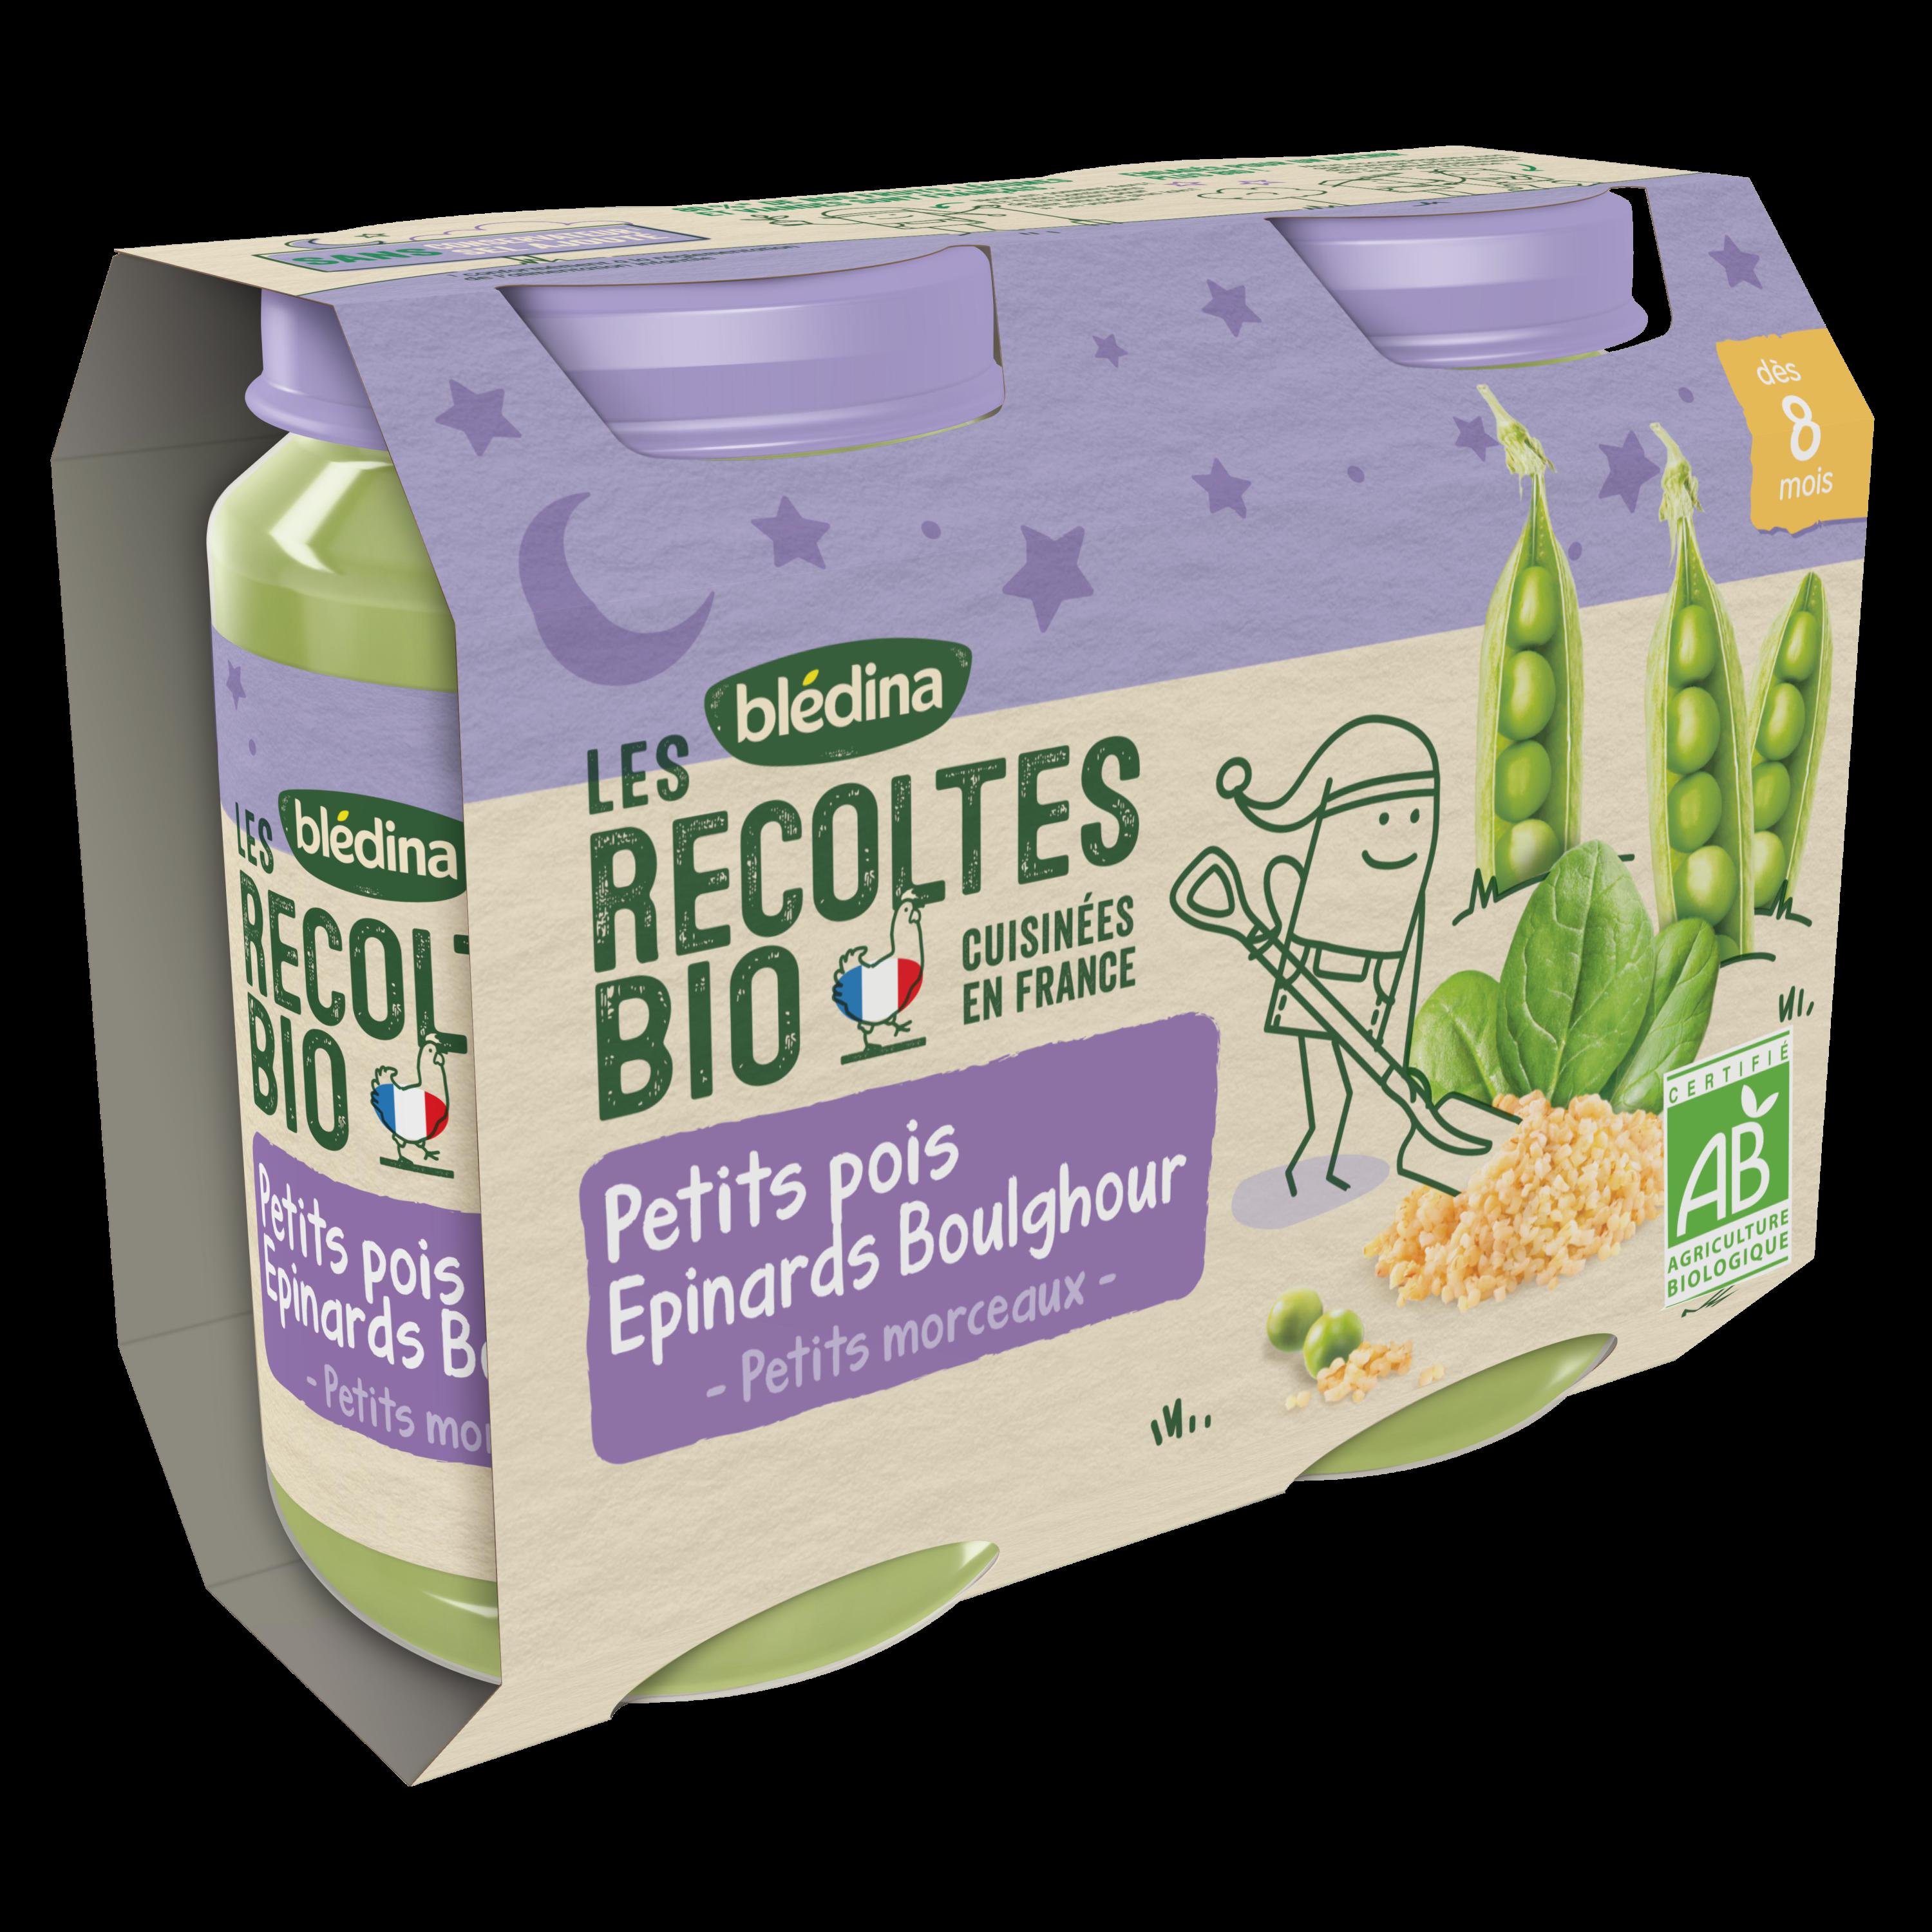 SANS
dès
8
mois
blédina
LES
RECOLTES
BIO
CUISINÉES
EN FRANCE
Petits pois
Epinards Boulghour
- Petits morceaux -
CERTIFIÉ
AB
AGRICULTURE
BIOLOGIQUE
LES
blédina
RECOLT
BIO
Petits pois
Epinards Bo
- Petits mor